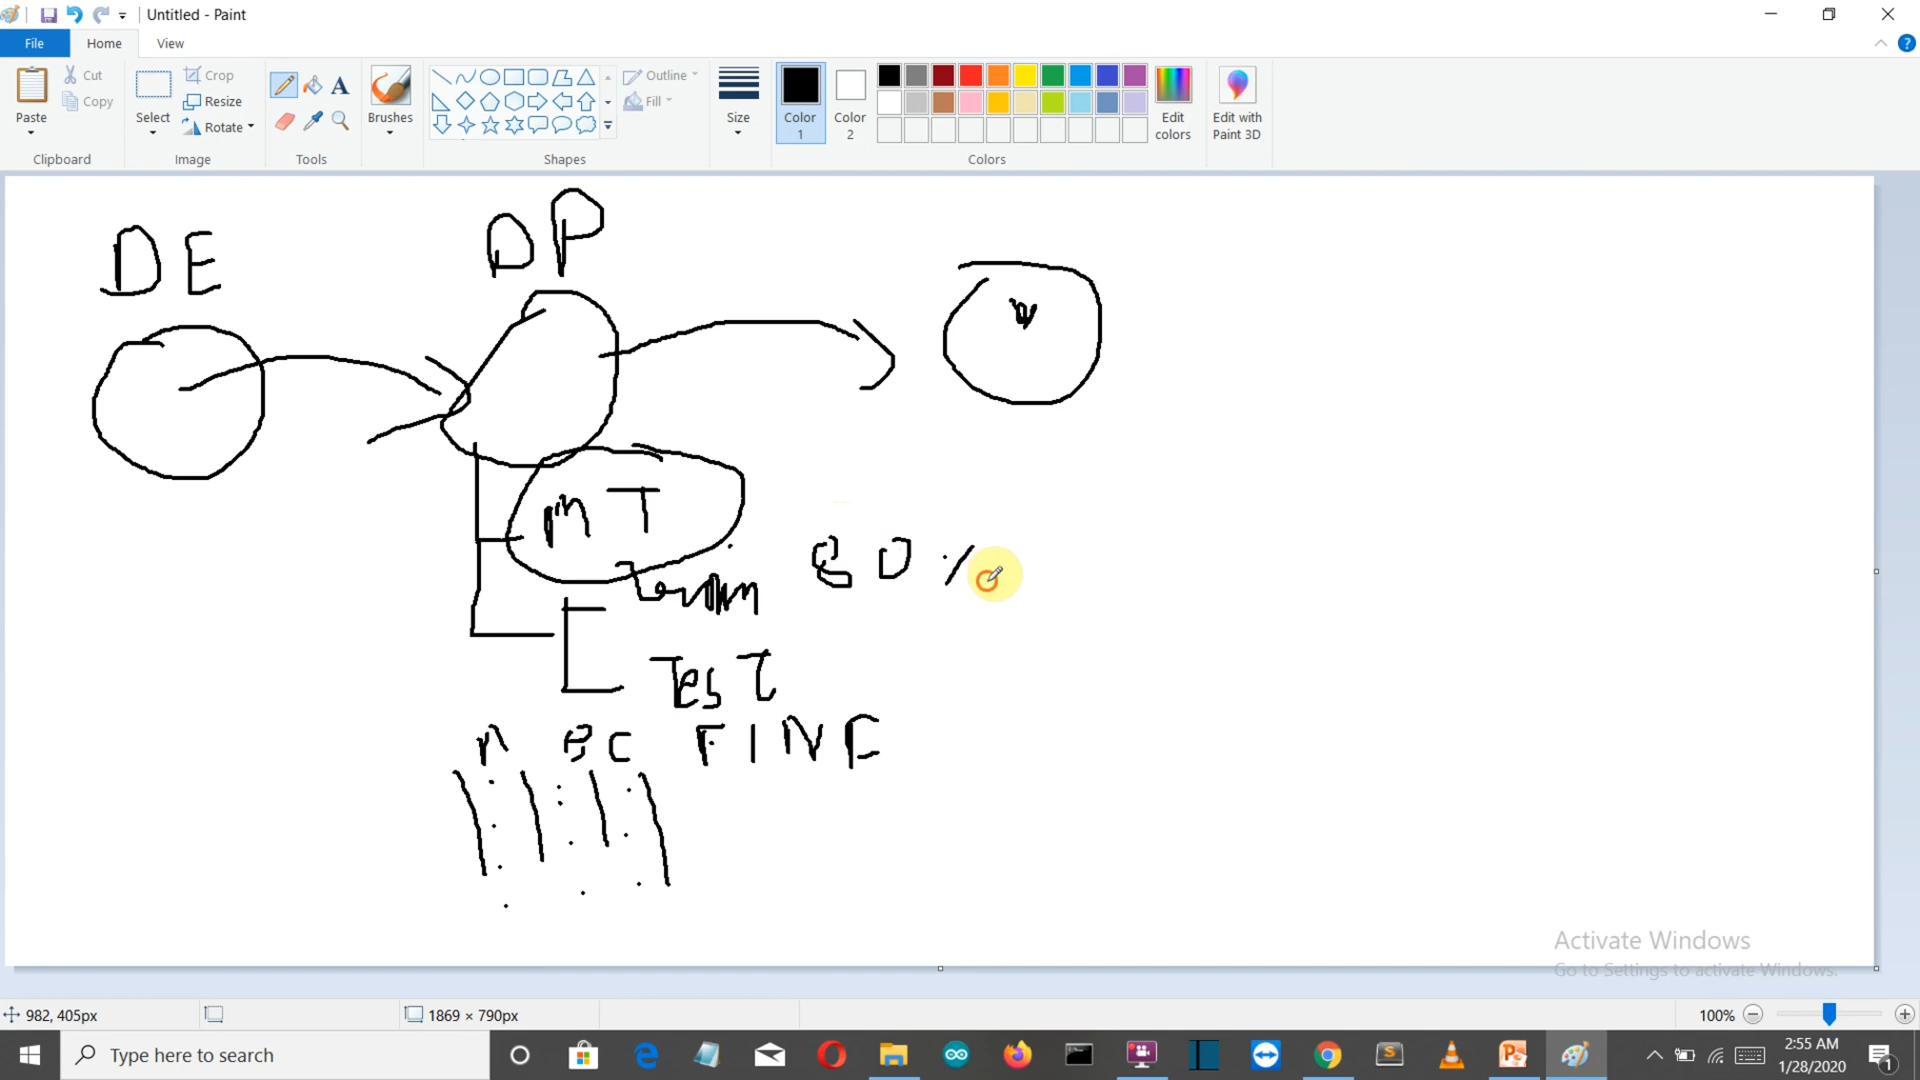 Untitled - Paint
File Home View
Paste
Cut
Copy
Clipboard
Select
Crop
Resize
Rotate
Image
Tools
Brushes
Shapes
Outline
Fill
Size
Color 1
Color 2
Edit colors
Colors
Edit with Paint 3D
DE
DP
MT
80 %
E
Test
A BC FINE
Activate Windows
Go to Settings to activate Windows.
982, 405px
1869 × 790px
100%
Type here to search
2:55 AM
1/28/2020
1